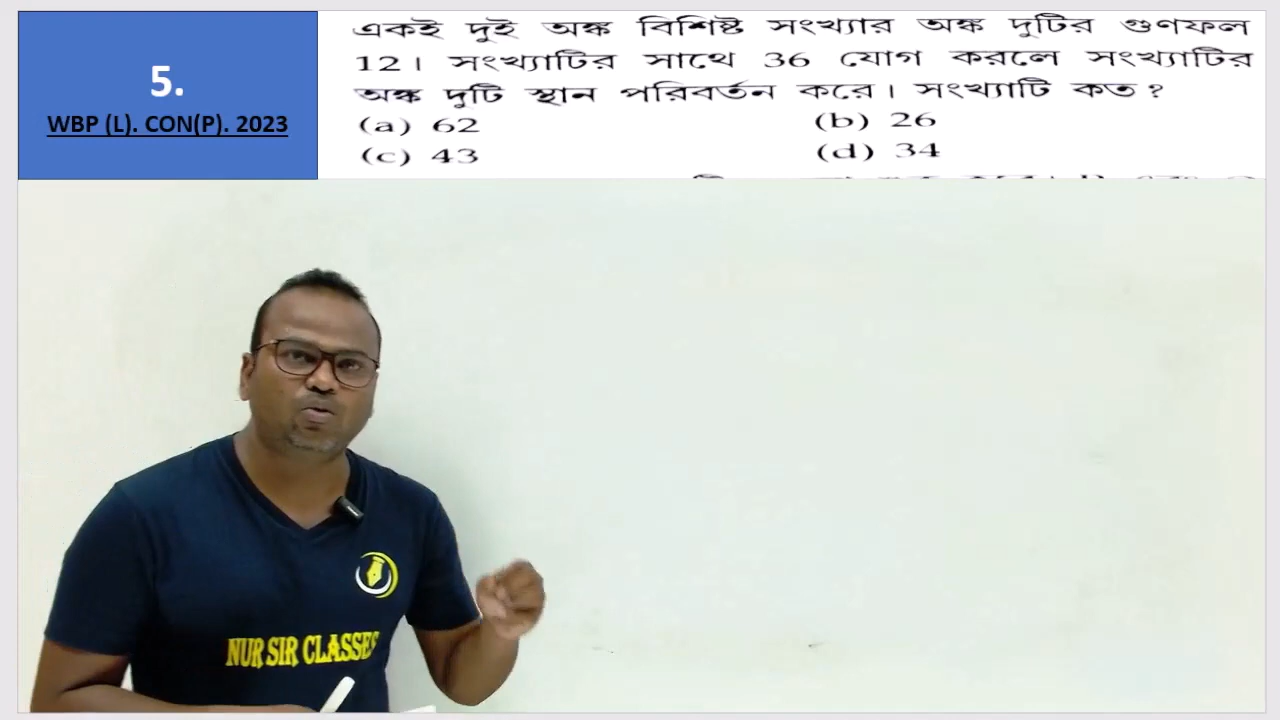 5.
WBP (L). CON(P). 2023
একই দুই অঙ্ক বিশিষ্ট সংখ্যার অঙ্ক দুটির গুণফল
12। সংখ্যাটির সাথে 36 যোগ করলে সংখ্যাটির
অঙ্ক দুটি স্থান পরিবর্তন করে। সংখ্যাটি কত?
(a) 62 (b) 26
(c) 43 (d) 34
NUR SIR CLASSES